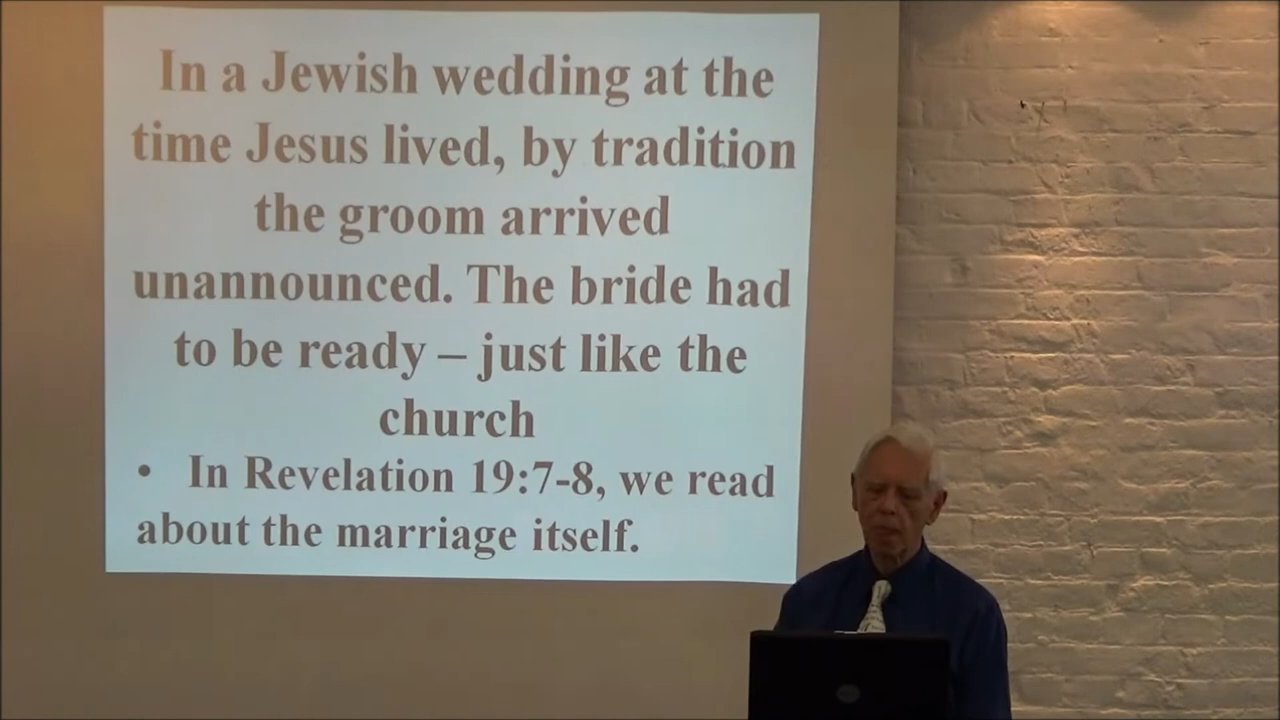 In a Jewish wedding at the
time Jesus lived, by tradition
the groom arrived
unannounced. The bride had
to be ready – just like the
church
• In Revelation 19:7-8, we read
about the marriage itself.